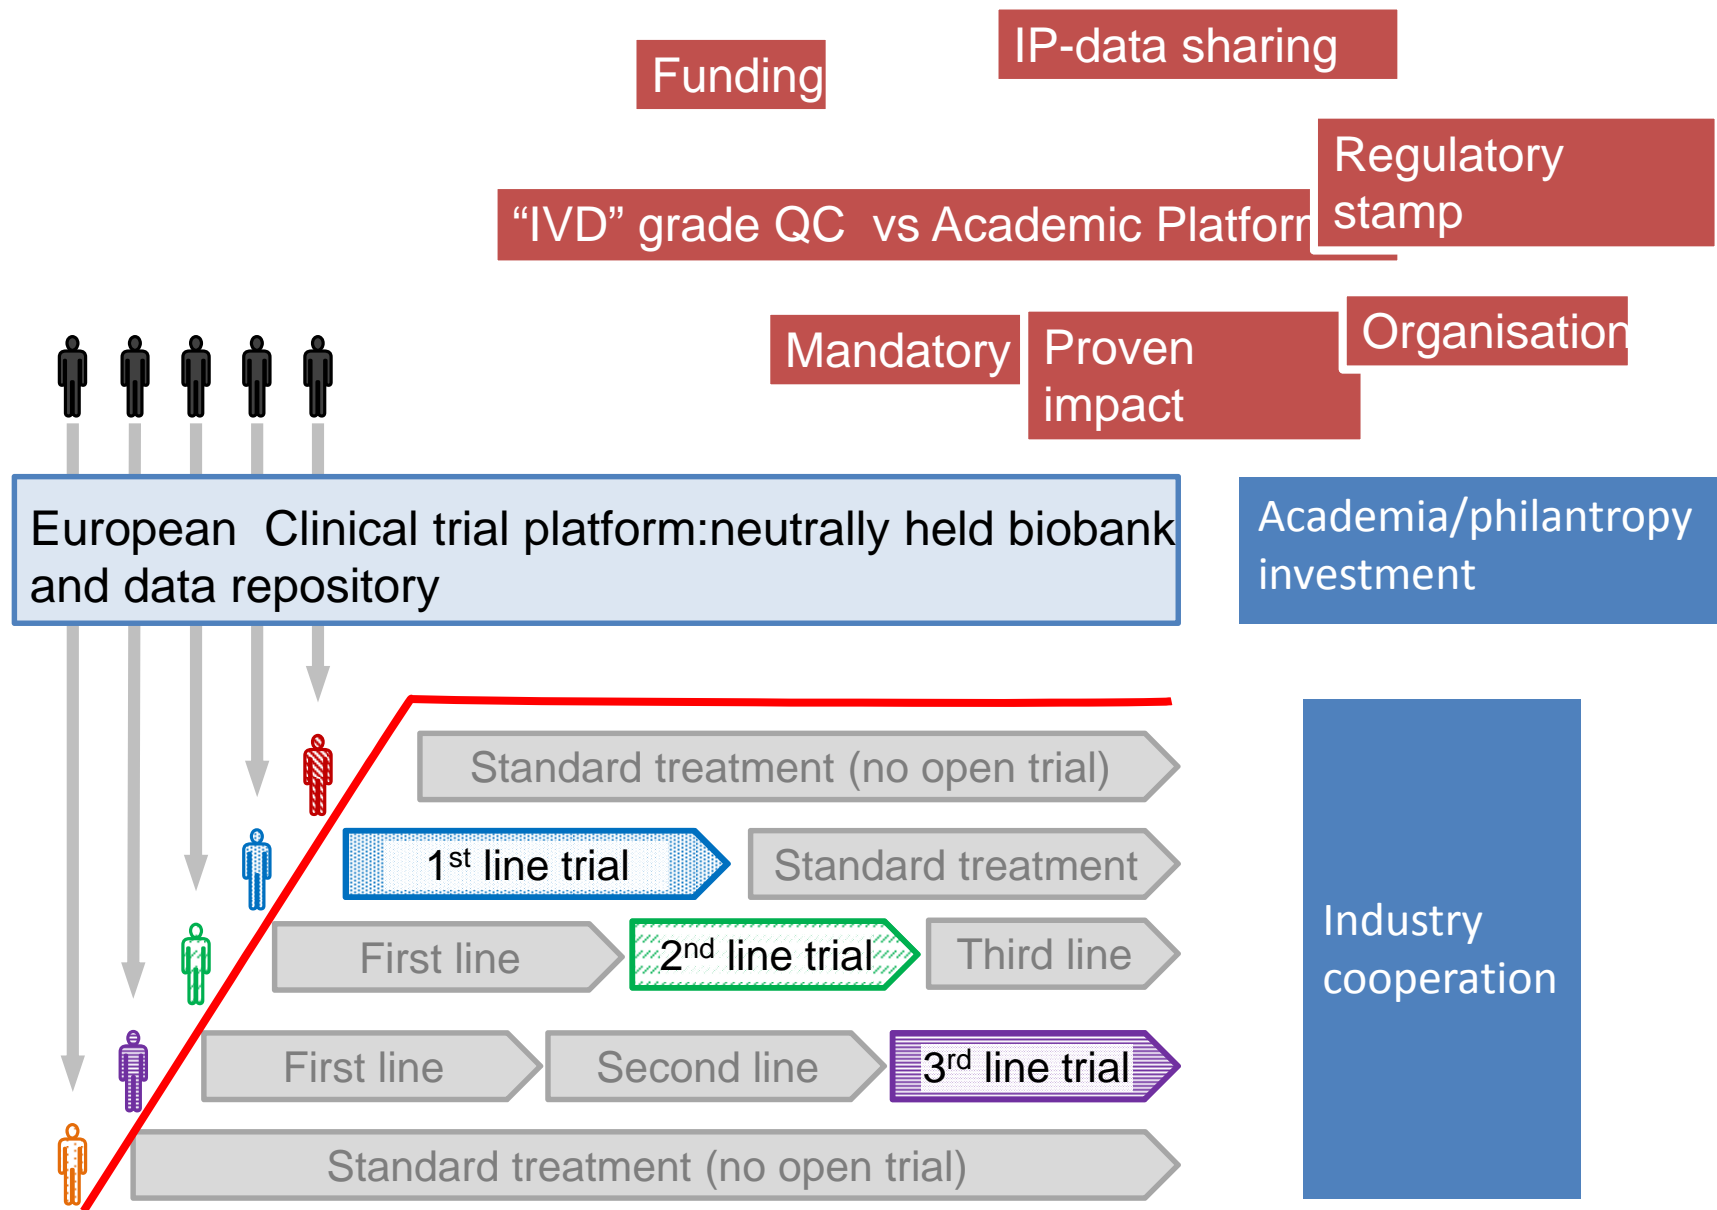 IP-data sharing
Funding
Regulatory
stamp
“IVD” grade QC vs Academic Platform
Organisation
Mandatory
Proven
impact
European Clinical trial platform:neutrally held biobank
and data repository
Academia/philantropy
investment
Standard treatment (no open trial)
1st line trial
Standard treatment
First line
2nd line trial
Third line
Industry
cooperation
First line
Second line
3rd line trial
Standard treatment (no open trial)